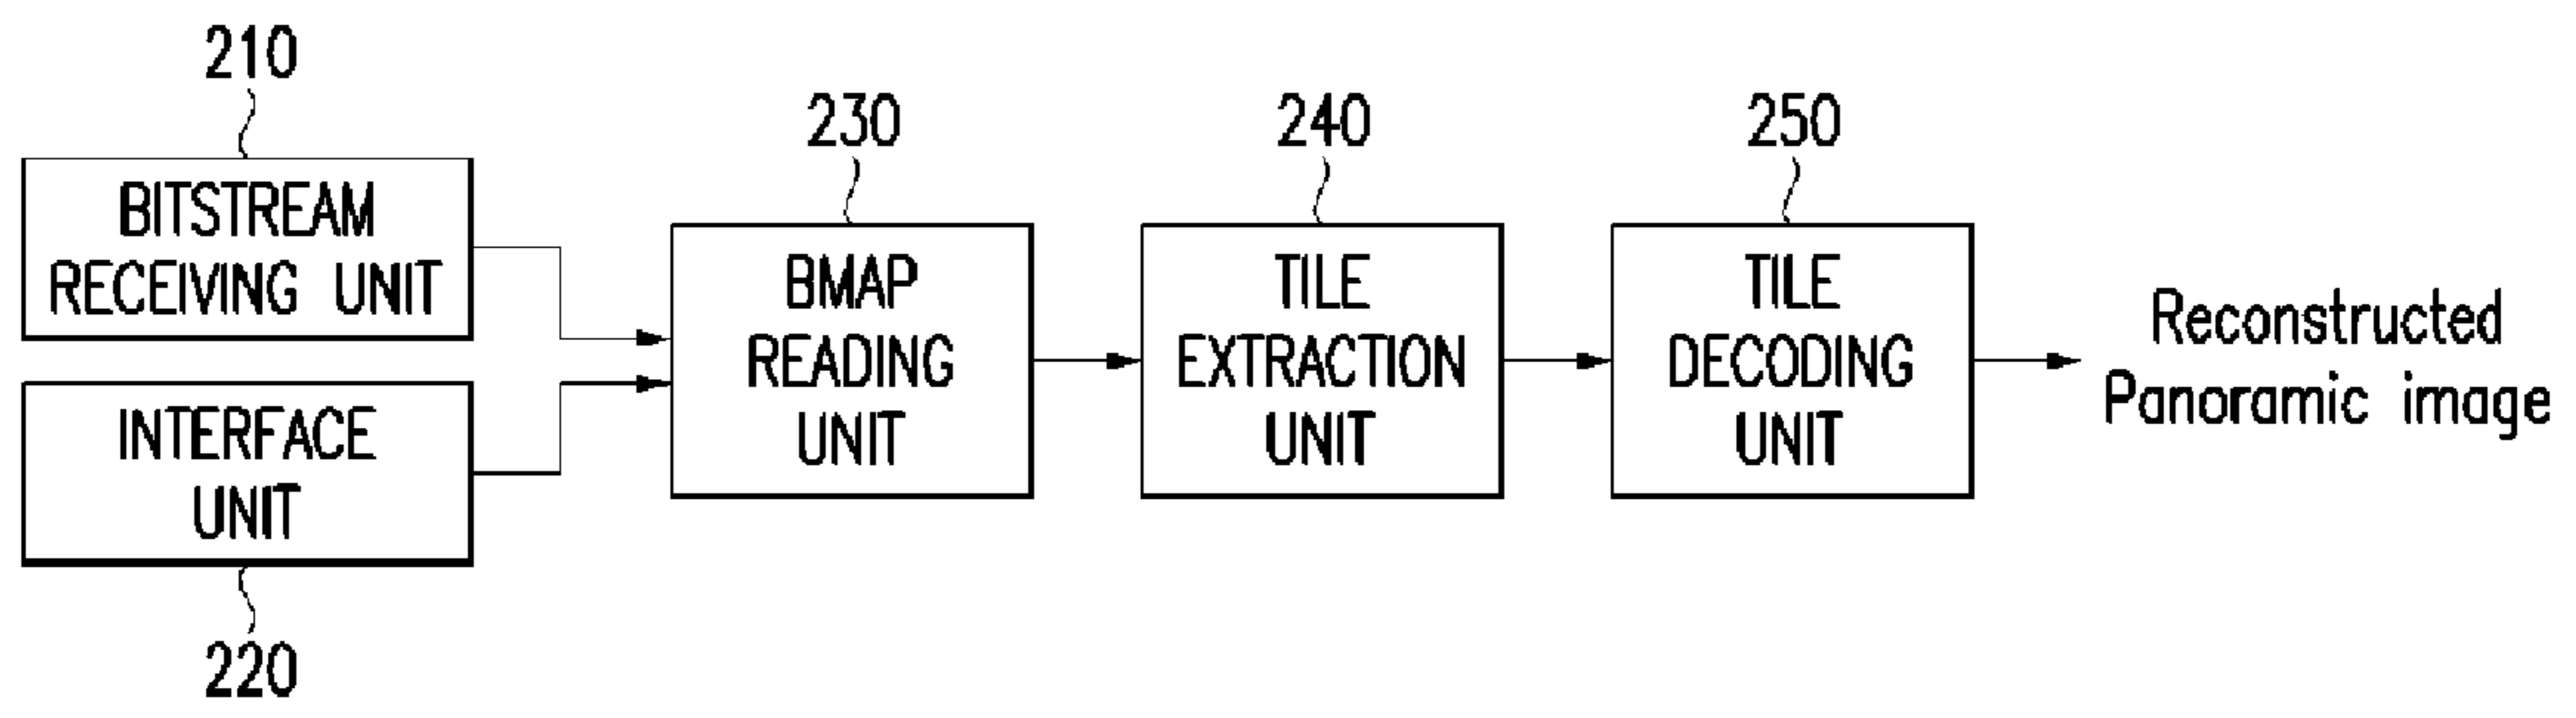 210
BITSTREAM
RECEIVING UNIT
INTERFACE
UNIT
220
230
BMAP
READING
UNIT
240
TILE
EXTRACTION
UNIT
250
TILE
DECODING
UNIT
Reconstructed
Panoramic image